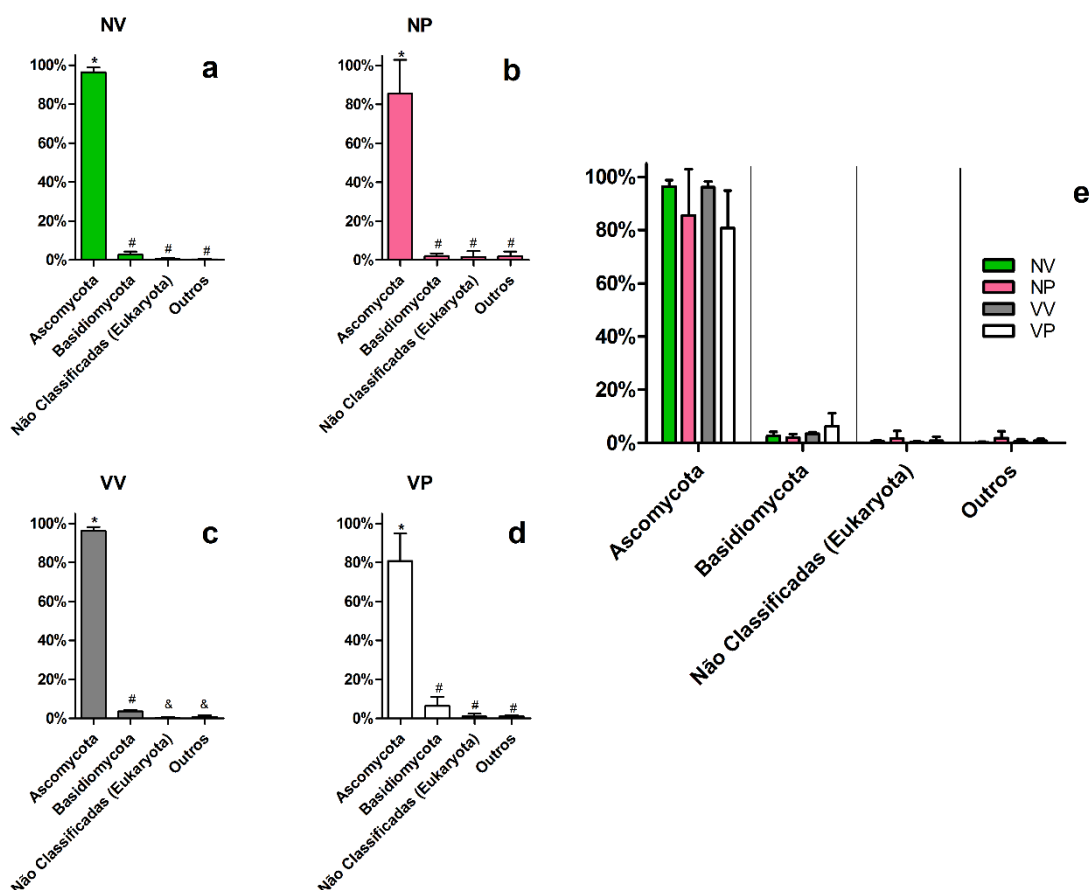 NV
a
100%
80%
60%
40%
20%
0%
*
#
#
#
Ascomycota
Basidiomycota
Não Classificadas (Eukaryota)
Outros
NP
b
100%
80%
60%
40%
20%
0%
*
#
#
#
Ascomycota
Basidiomycota
Não Classificadas (Eukaryota)
Outros
VV
c
100%
80%
60%
40%
20%
0%
*
#
&
&
Ascomycota
Basidiomycota
Não Classificadas (Eukaryota)
Outros
VP
d
100%
80%
60%
40%
20%
0%
*
#
#
#
Ascomycota
Basidiomycota
Não Classificadas (Eukaryota)
Outros
e
100%
80%
60%
40%
20%
0%
NV
NP
VV
VP
Ascomycota
Basidiomycota
Não Classificadas (Eukaryota)
Outros